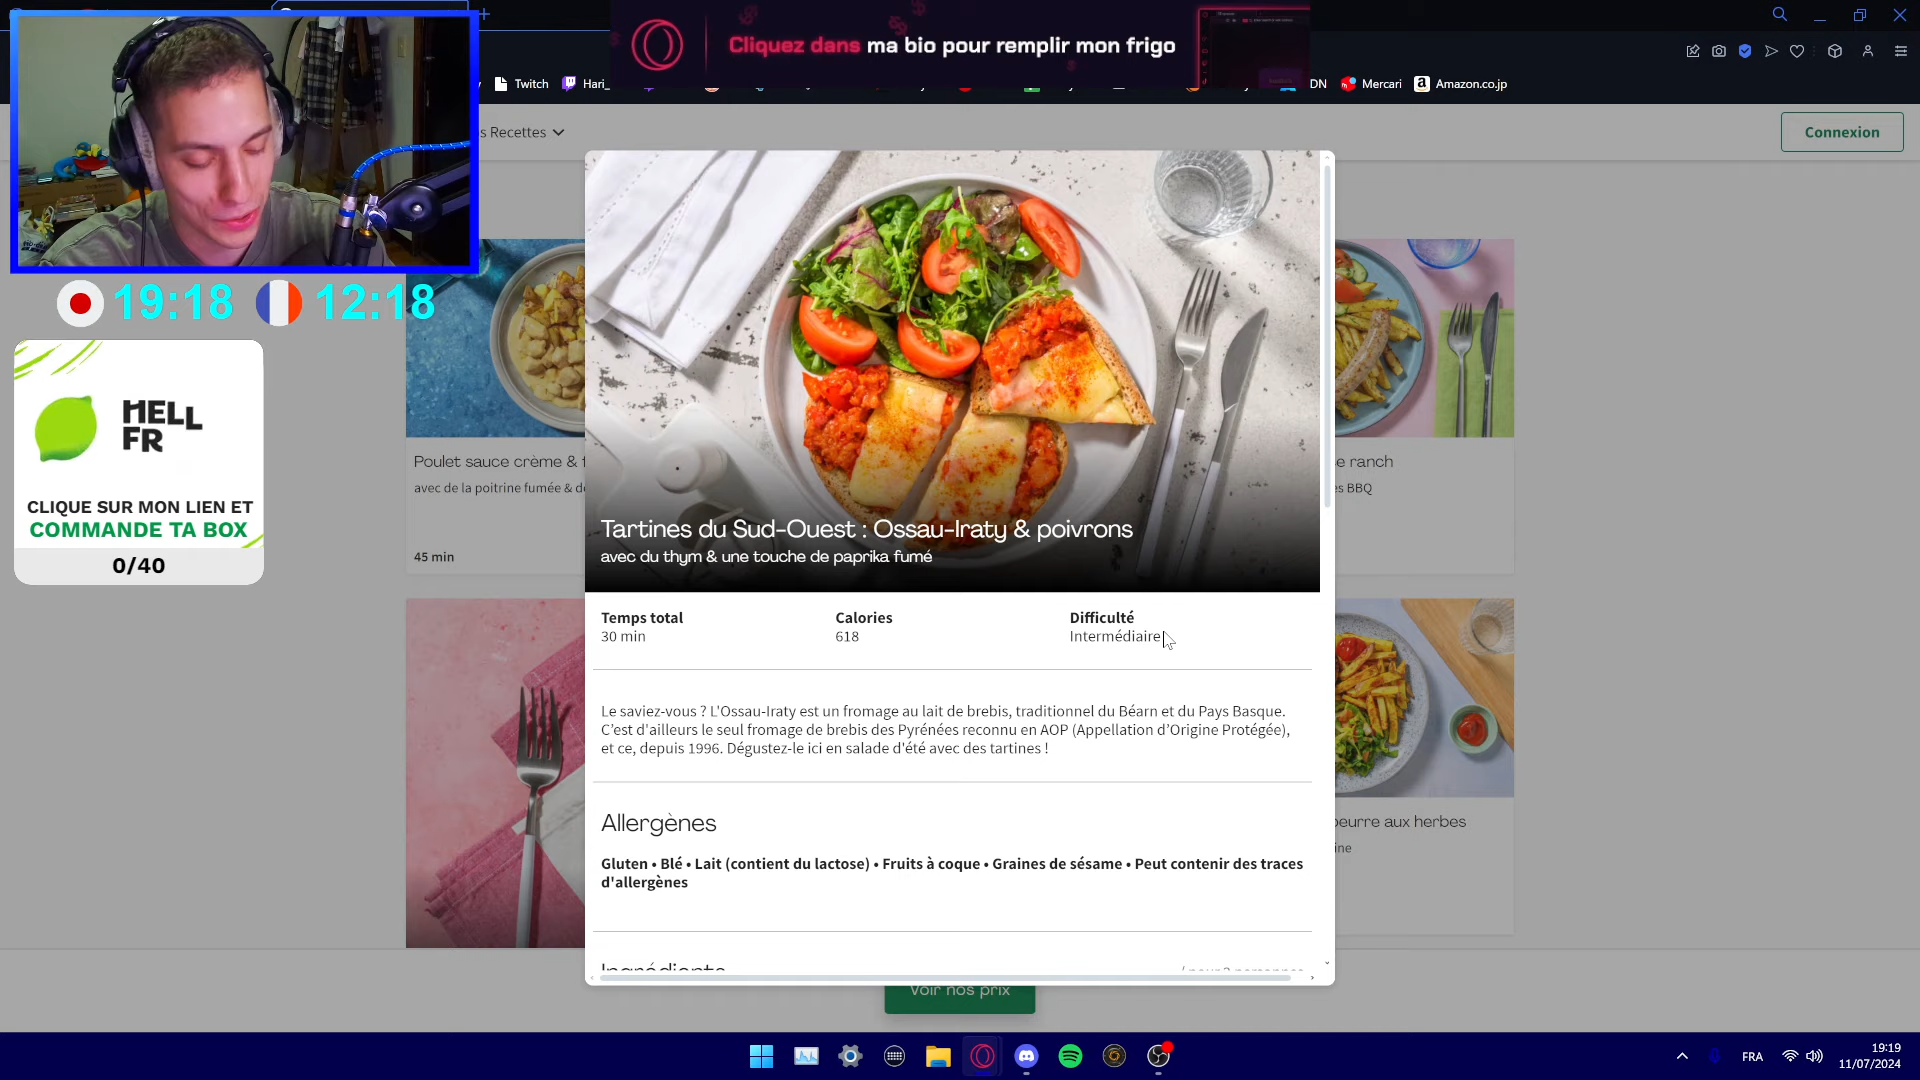 Cliquez dans ma bio pour remplir mon frigo
Twitch
Hari_
DN
Mercari
Amazon.co.jp
s Recettes
Connexion
19:18
12:18
HELL
FR
CLIQUE SUR MON LIEN ET
COMMANDE TA BOX
0/40
Poulet sauce crème & f
avec de la poitrine fumée & de
45 min
e ranch
s BBQ
Tartines du Sud-Ouest : Ossau-Iraty & poivrons
avec du thym & une touche de paprika fumé
Temps total
30 min
Calories
618
Difficulté
Intermédiaire
Le saviez-vous ? L'Ossau-Iraty est un fromage au lait de brebis, traditionnel du Béarn et du Pays Basque.
C’est d'ailleurs le seul fromage de brebis des Pyrénées reconnu en AOP (Appellation d’Origine Protégée),
et ce, depuis 1996. Dégustez-le ici en salade d'été avec des tartines !
Allergènes
Gluten • Blé • Lait (contient du lactose) • Fruits à coque • Graines de sésame • Peut contenir des traces
d'allergènes
eurre aux herbes
ine
Ingrédients
Voir nos prix
FRA
19:19
11/07/2024